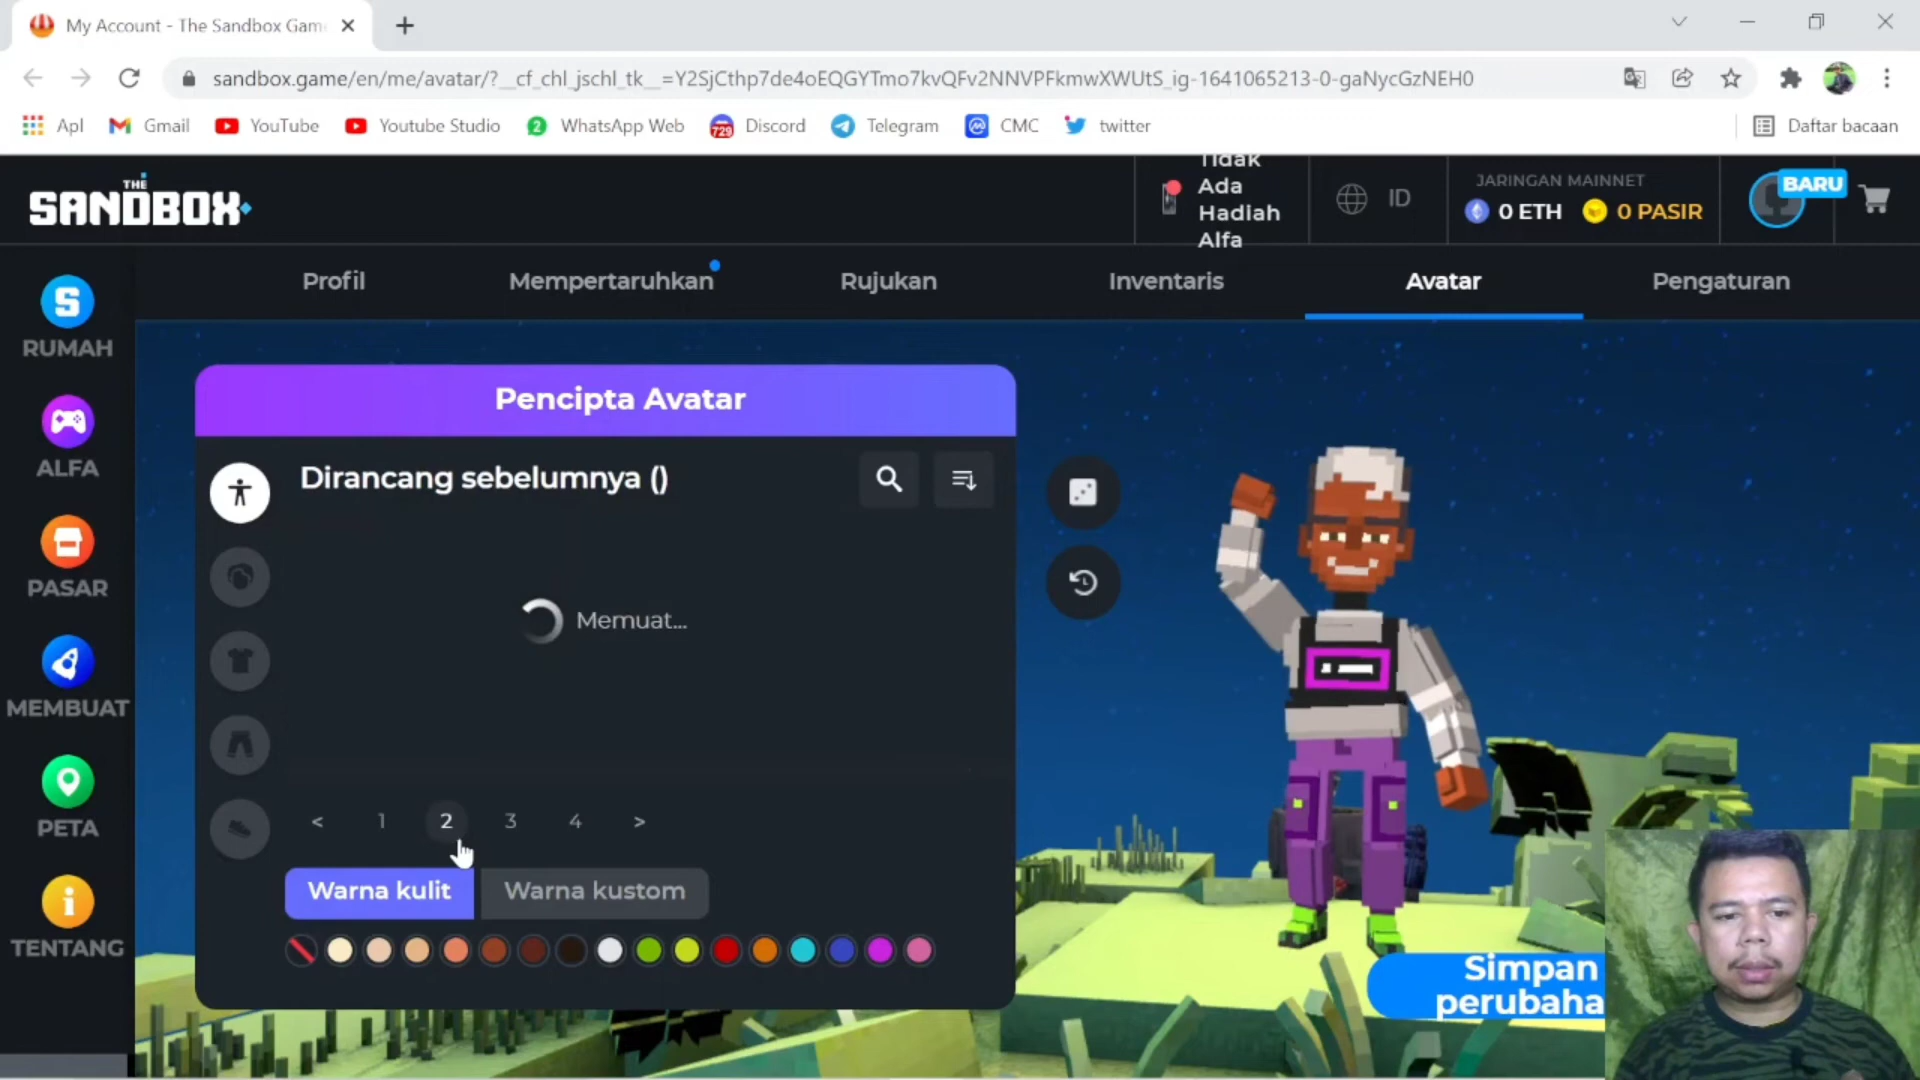 My Account - The Sandbox Gam
sandbox.game/en/me/avatar/?__cf_chl_jschl_tk__=Y2SjCthp7de4oEQGYTmo7kvQFv2NNVPFkmwXWUtS_ig-1641065213-0-gaNycGzNEH0
Apl
Gmail
YouTube
Youtube Studio
2
WhatsApp Web
729
Discord
Telegram
CMC
twitter
Daftar bacaan
THE
SANDBOX
Tidak
Ada
Hadiah
Alfa
ID
JARINGAN MAINNET
0 ETH
0 PASIR
BARU
Profil
Mempertaruhkan
Rujukan
Inventaris
Avatar
Pengaturan
S
RUMAH
ALFA
PASAR
MEMBUAT
PETA
i
TENTANG
Pencipta Avatar
Dirancang sebelumnya ()
Memuat...
< 1 2 3 4 >
Warna kulit
Warna kustom
Simpan
perubaha